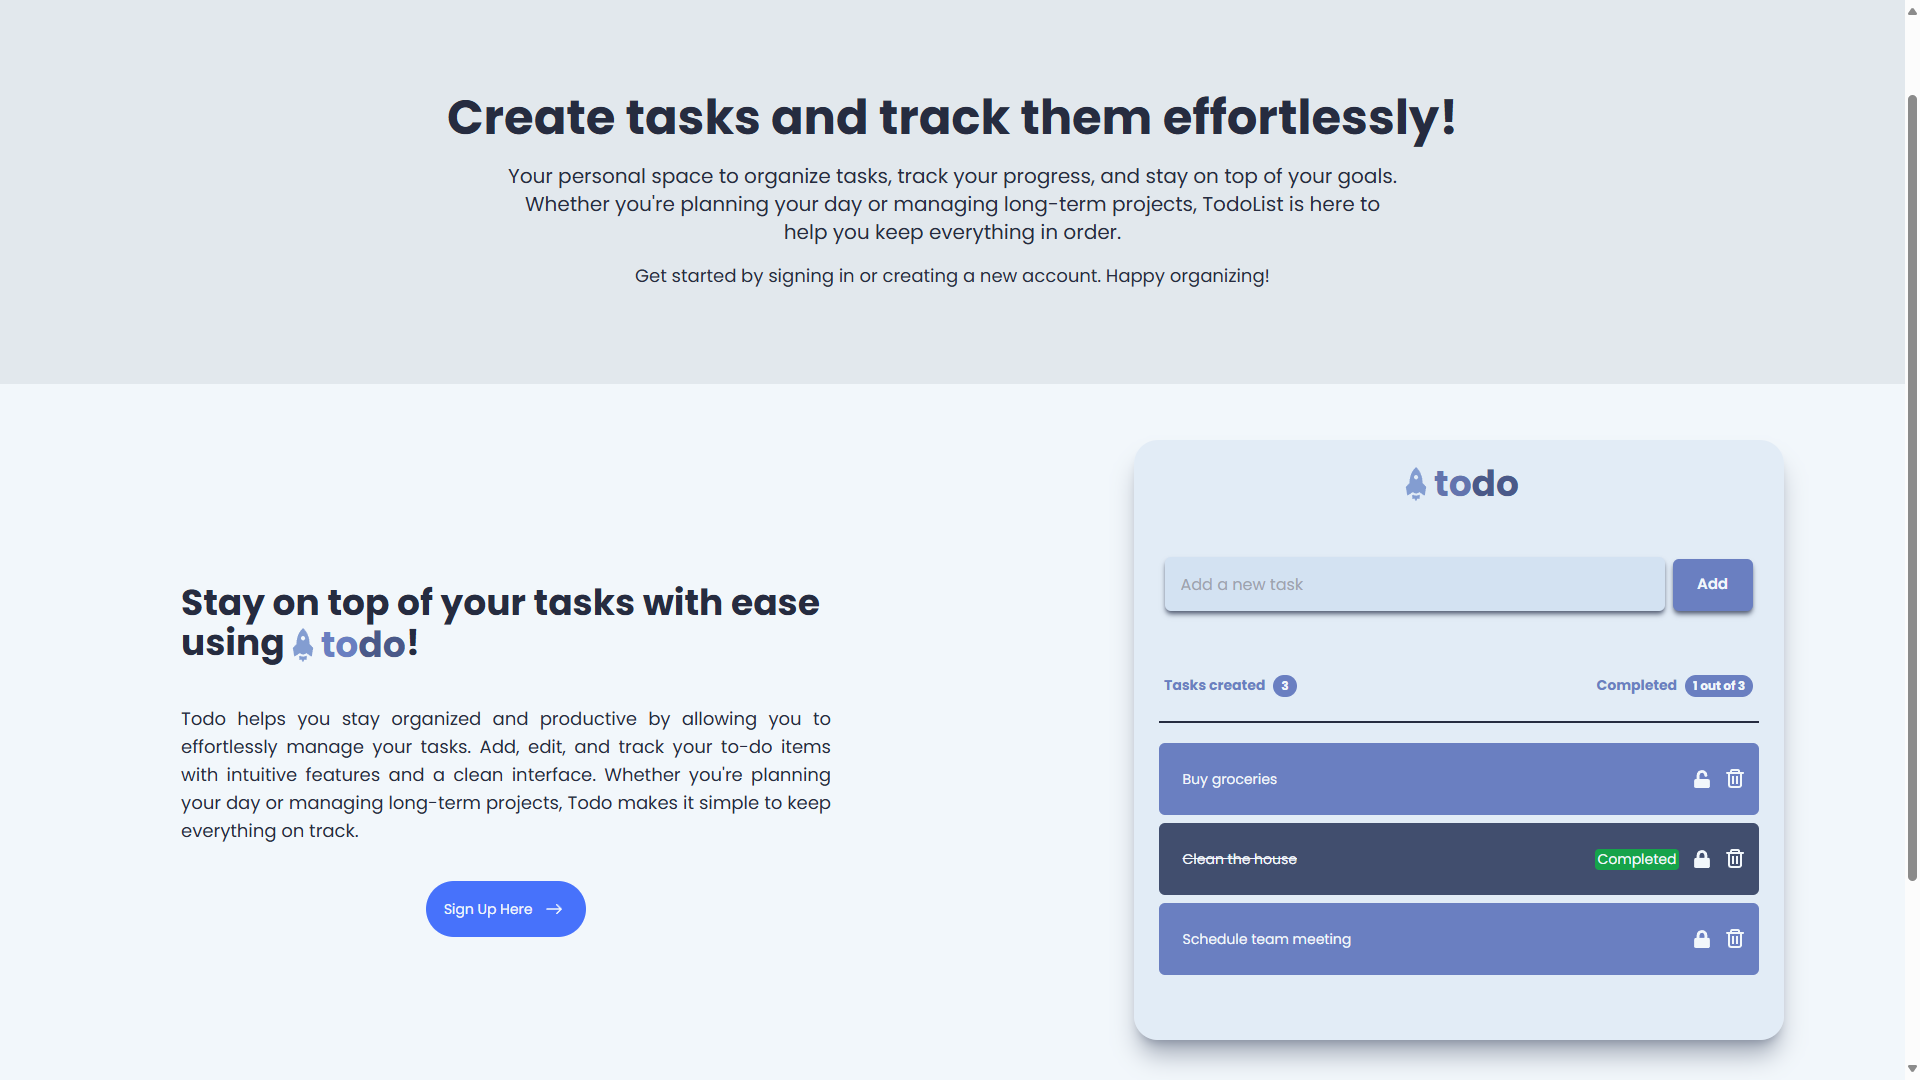 Create tasks and track them effortlessly!
Your personal space to organize tasks, track your progress, and stay on top of your goals.
Whether you're planning your day or managing long-term projects, TodoList is here to
help you keep everything in order.
Get started by signing in or creating a new account. Happy organizing!
Stay on top of your tasks with ease
using todo!
Todo helps you stay organized and productive by allowing you to
effortlessly manage your tasks. Add, edit, and track your to-do items
with intuitive features and a clean interface. Whether you're planning
your day or managing long-term projects, Todo makes it simple to keep
everything on track.
Sign Up Here
todo
Add a new task
Add
Tasks created 3
Completed 1 out of 3
Buy groceries
Clean the house
Completed
Schedule team meeting